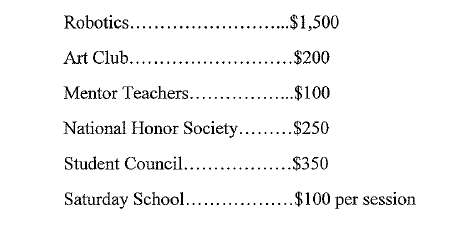 Robotics.............................$1,500
Art Club.............................$200
Mentor Teachers...................$100
National Honor Society.........$250
Student Council....................$350
Saturday School....................$100 per session